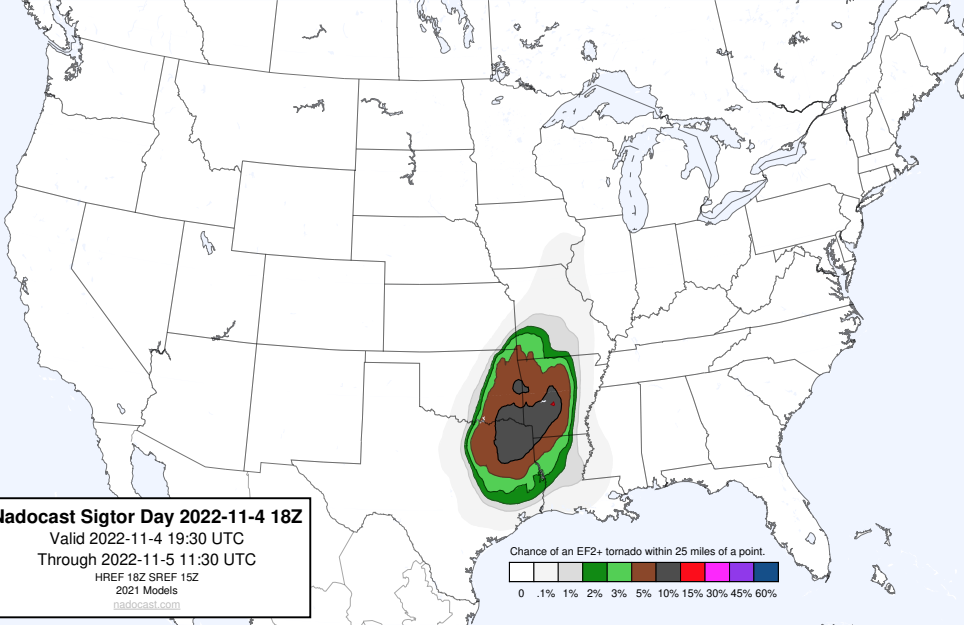 Nadocast Sigtor Day 2022-11-4 18Z
Valid 2022-11-4 19:30 UTC
Through 2022-11-5 11:30 UTC
HREF 18Z SREF 15Z
2021 Models
nadocast.com
Chance of an EF2+ tornado within 25 miles of a point.
0 .1% 1% 2% 3% 5% 10% 15% 30% 45% 60%